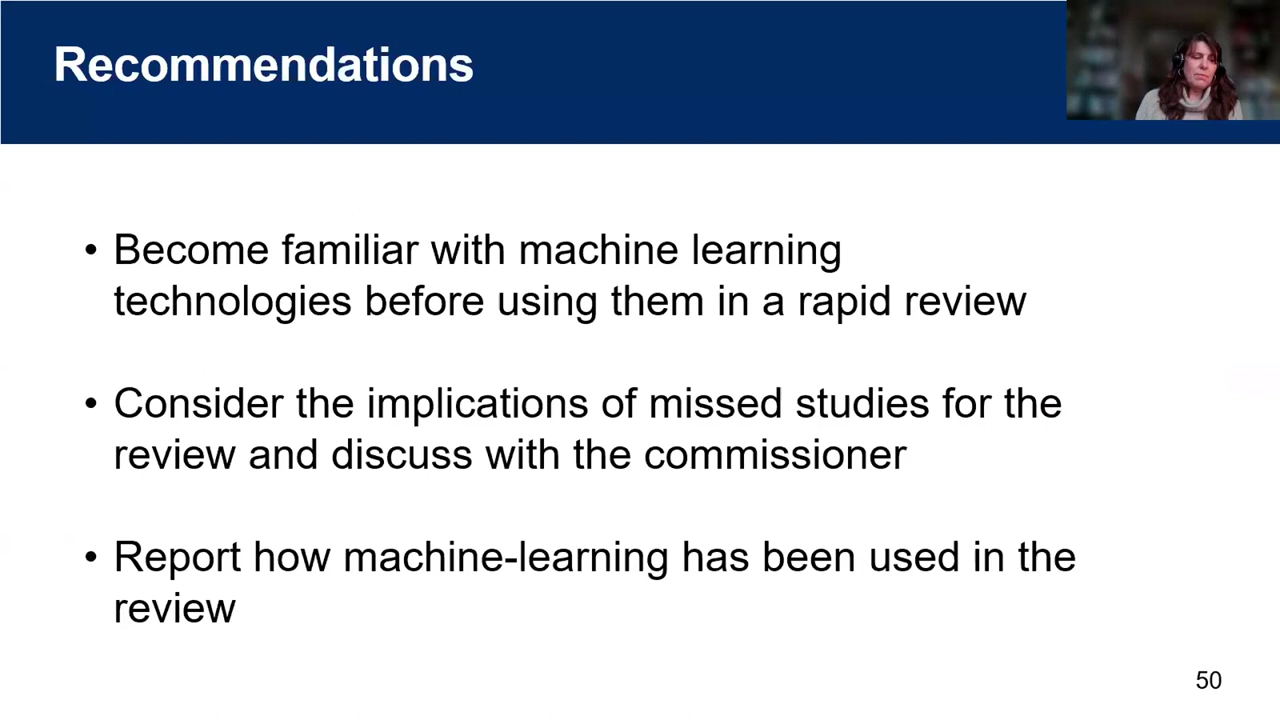 Recommendations
• Become familiar with machine learning
technologies before using them in a rapid review
• Consider the implications of missed studies for the
review and discuss with the commissioner
• Report how machine-learning has been used in the
review
50